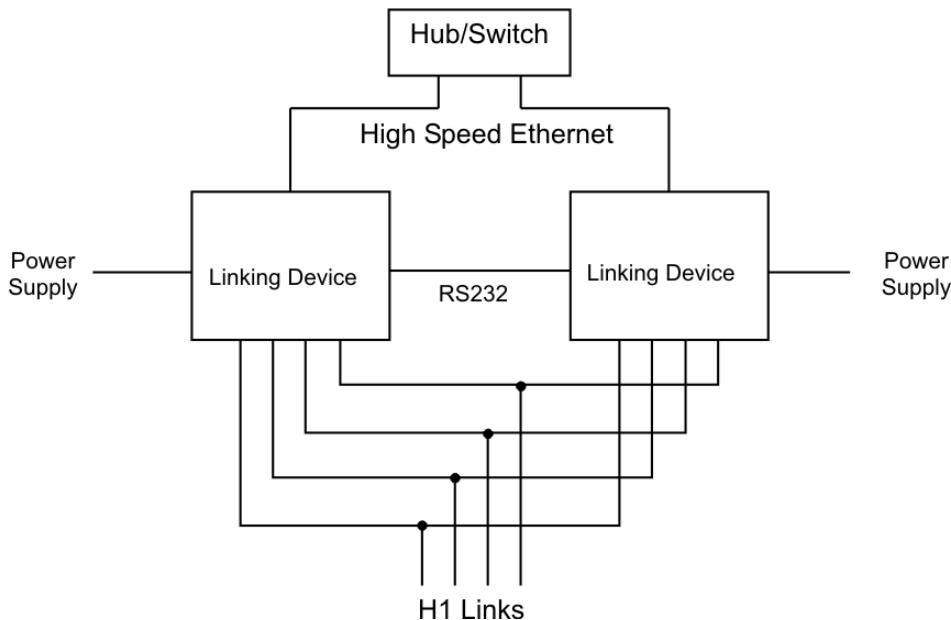 Hub/Switch
High Speed Ethernet
Power
Supply
Linking Device
RS232
Linking Device
Power
Supply
H1 Links